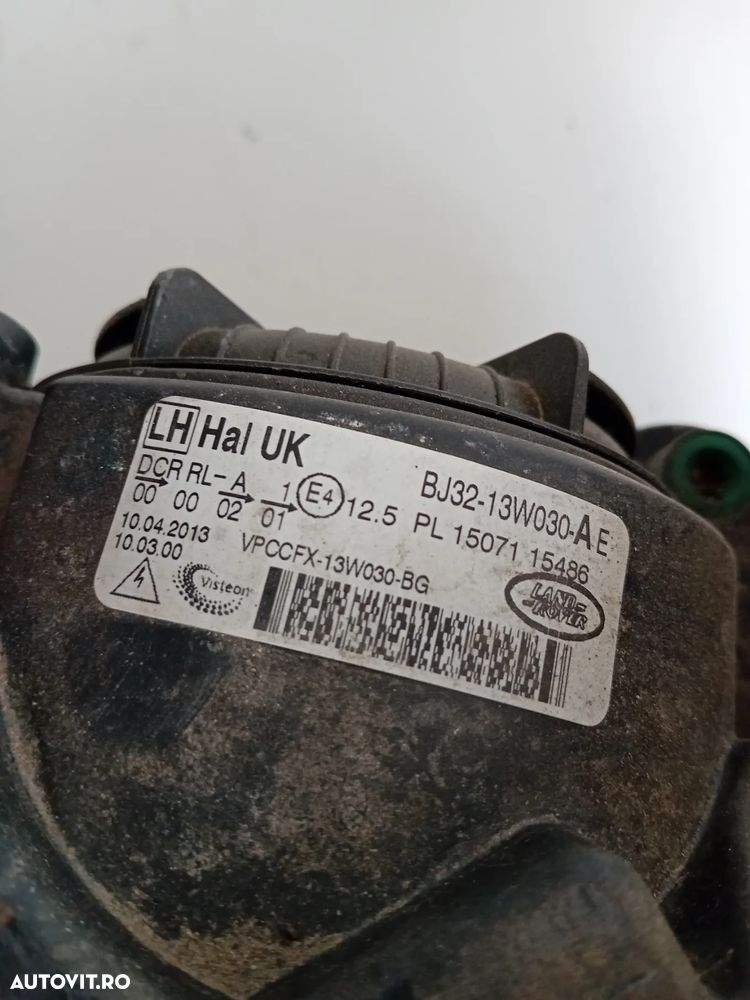 LH Hal UK
BJ32-13W030-AE
DCR RL- A 1 E4 12.5 PL 15071 15486
00 00 02 01
10.04.2013
10.03.00
VPCCFX-13W030-BG
Visteon
LAND-
ROVER
AUTOVIT.RO